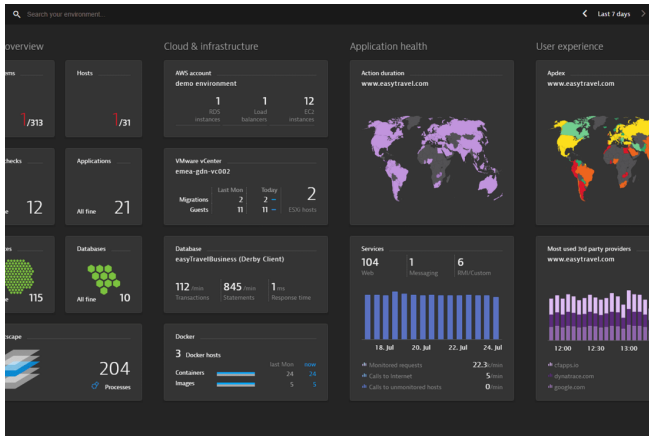 Search your environment..
Last 7 days
overview
Cloud & infrastructure
Application health
User experience
Hosts
1/313
1/31
AWS account
demo environment
1
1
12
RDS instances
Load balancers
EC2 instances
Action duration
www.easytravel.com
Apdex
www.easytravel.com
checks
12
Applications
All fine
21
VMware vCenter
emea-gdn-vc002
Last Mon
Today
Migrations
2
2
Guests
11
11
2
ESXi hosts
115
Databases
All fine
10
Database
easyTravelBusiness (Derby Client)
112 /min
845 /min
1 ms
Transactions
Statements
Response time
Services
104
1
6
Web
Messaging
RMI/Custom
18. Jul
20. Jul
22. Jul
24. Jul
Monitored requests
22.3k/min
Calls to Internet
5/min
Calls to unmonitored hosts
0/min
Most used 3rd party providers
www.easytravel.com
12:00
12:30
13:00
cfapps.io
dynatrace.com
google.com
scape
204
Processes
Docker
3 Docker hosts
last Mon
now
Containers
24
24
Images
5
5